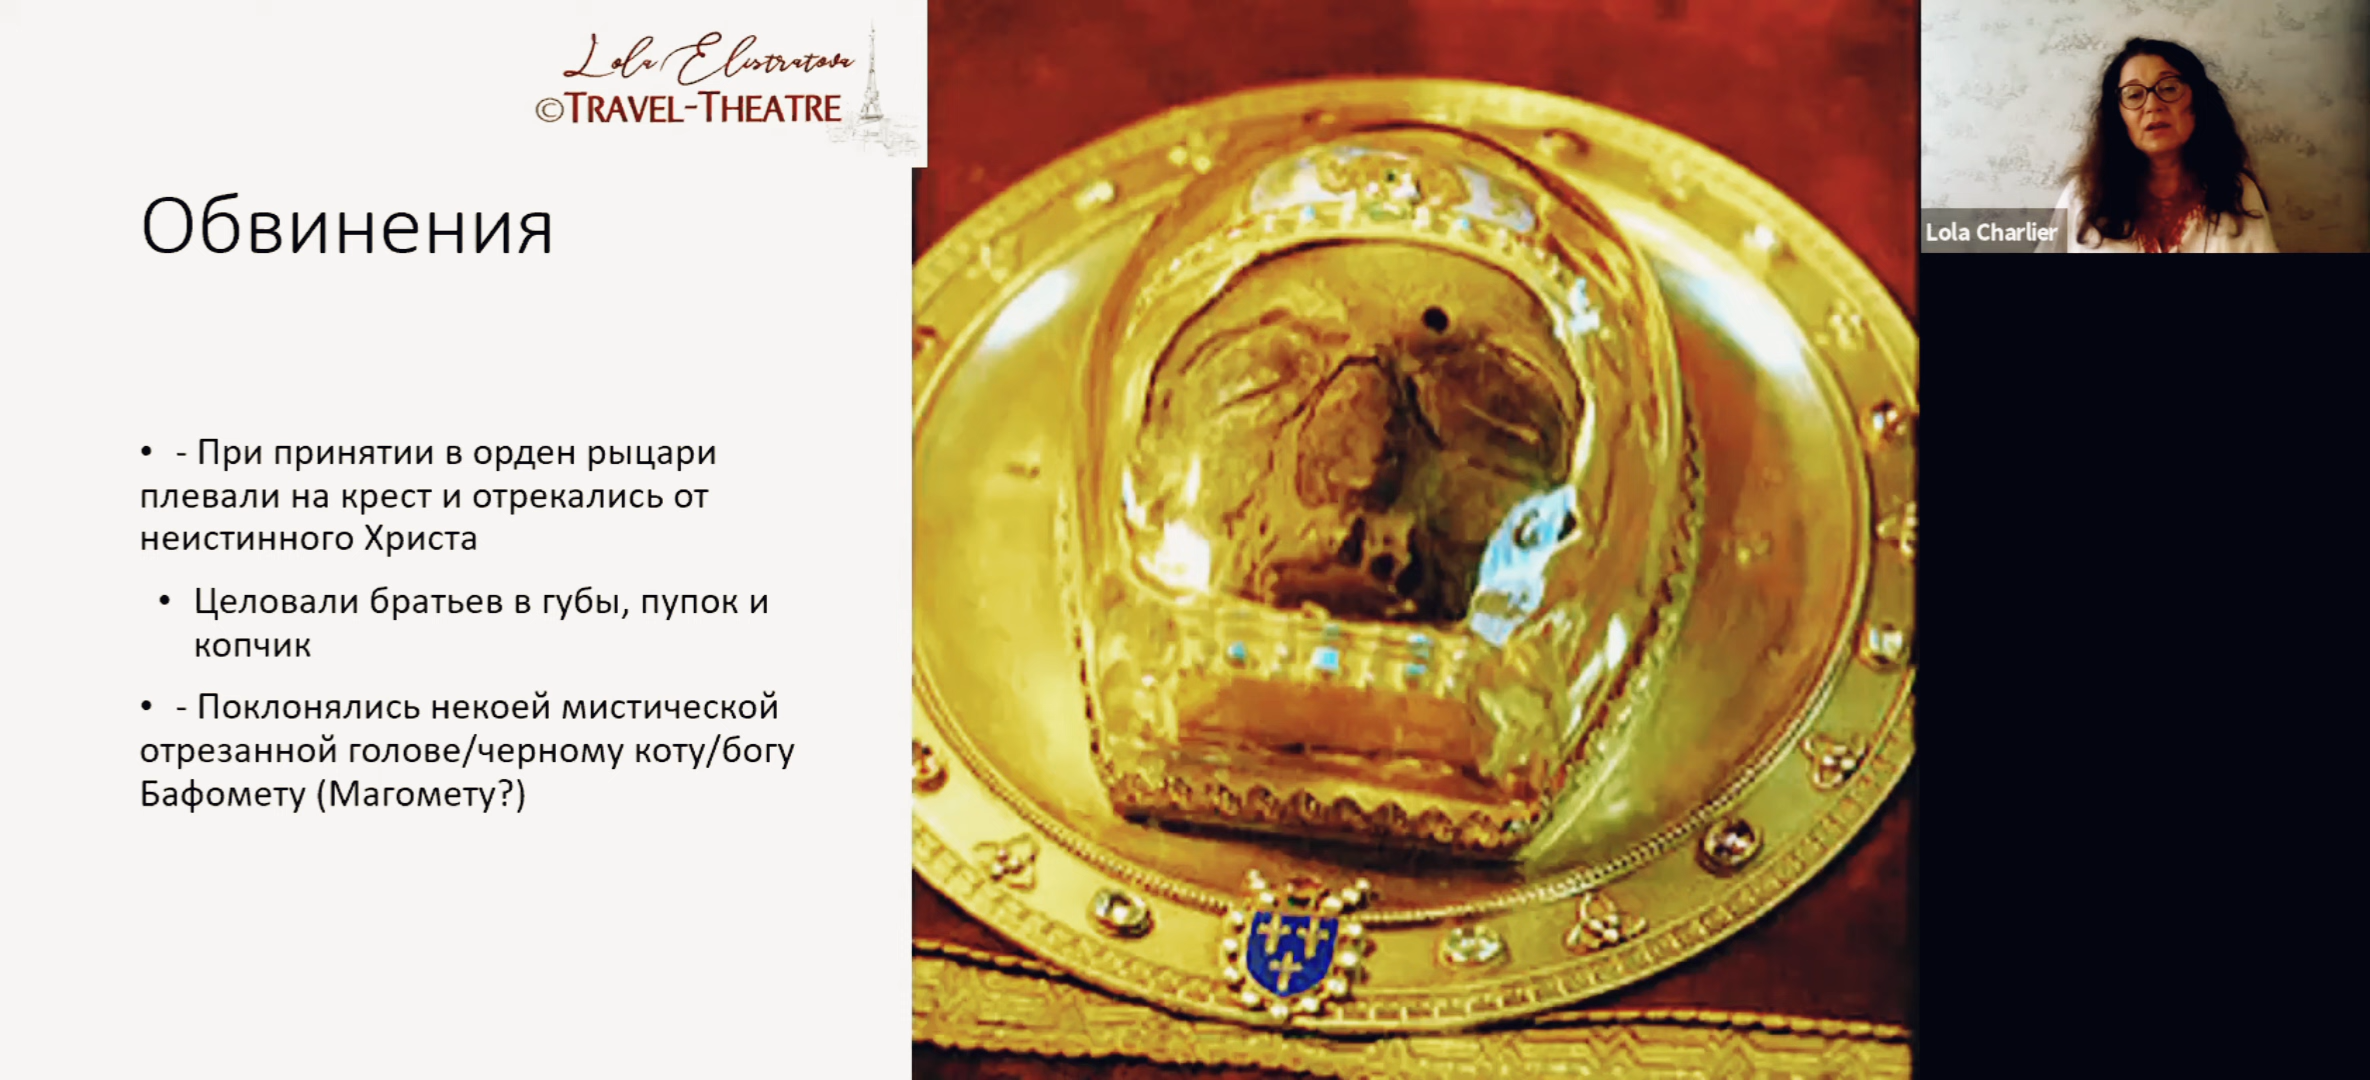 Lola Elistratova
©TRAVEL-THEATRE
Обвинения
• - При принятии в орден рыцари
плевали на крест и отрекались от
неистинного Христа
• Целовали братьев в губы, пупок и
копчик
• - Поклонялись некоей мистической
отрезанной голове/черному коту/богу
Бафомету (Магомету?)
Lola Charlier